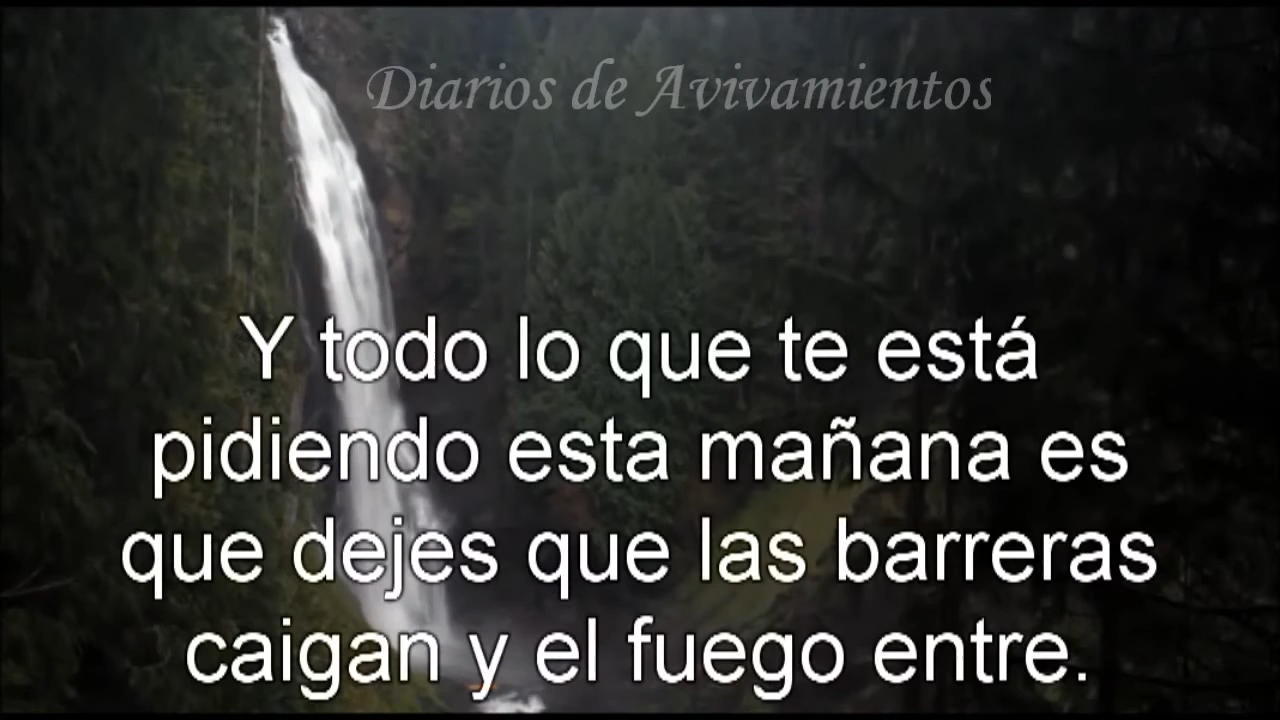 Diarios de Avivamientos
Y todo lo que te está
pidiendo esta mañana es
que dejes que las barreras
caigan y el fuego entre.